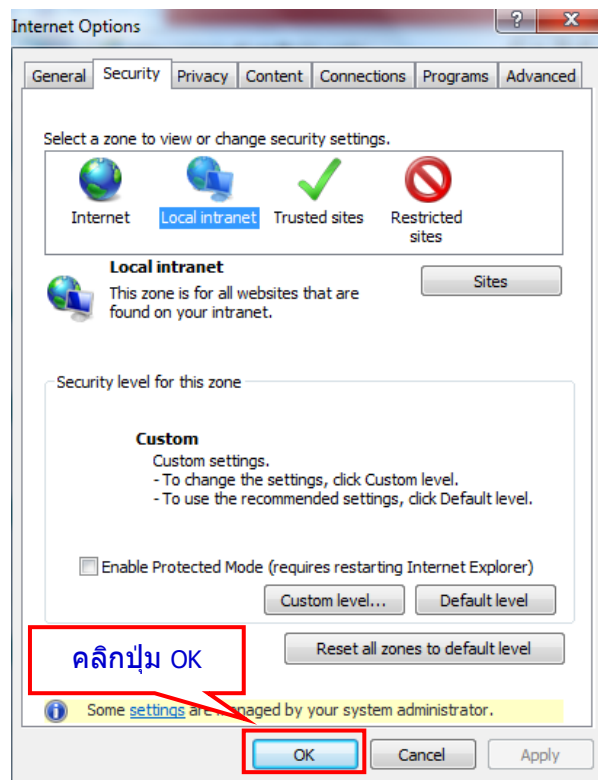 Internet Options
General Security Privacy Content Connections Programs Advanced
Select a zone to view or change security settings.
Internet Local intranet Trusted sites Restricted
sites
Local intranet
This zone is for all websites that are
found on your intranet.
Sites
Security level for this zone
Custom
Custom settings.
- To change the settings, click Custom level.
- To use the recommended settings, click Default level.
Enable Protected Mode (requires restarting Internet Explorer)
Custom level... Default level
Reset all zones to default level
คลิกปุ่ม OK
Some settings are managed by your system administrator.
OK Cancel Apply